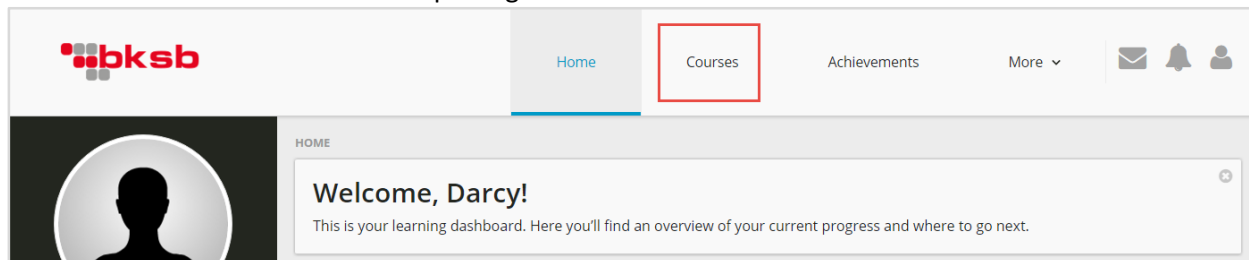 bksb
Home Courses Achievements More
HOME
Welcome, Darcy!
This is your learning dashboard. Here you'll find an overview of your current progress and where to go next.